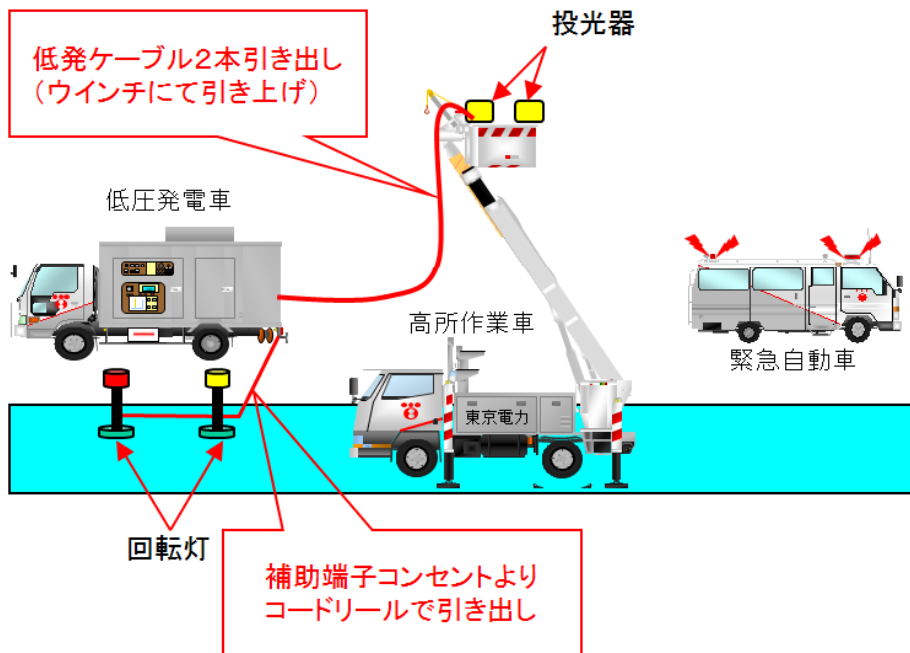 投光器
低発ケーブル2本引き出し
(ウインチにて引き上げ)
低圧発電車
高所作業車
緊急自動車
東京電力
回転灯
補助端子コンセントより
コードリールで引き出し